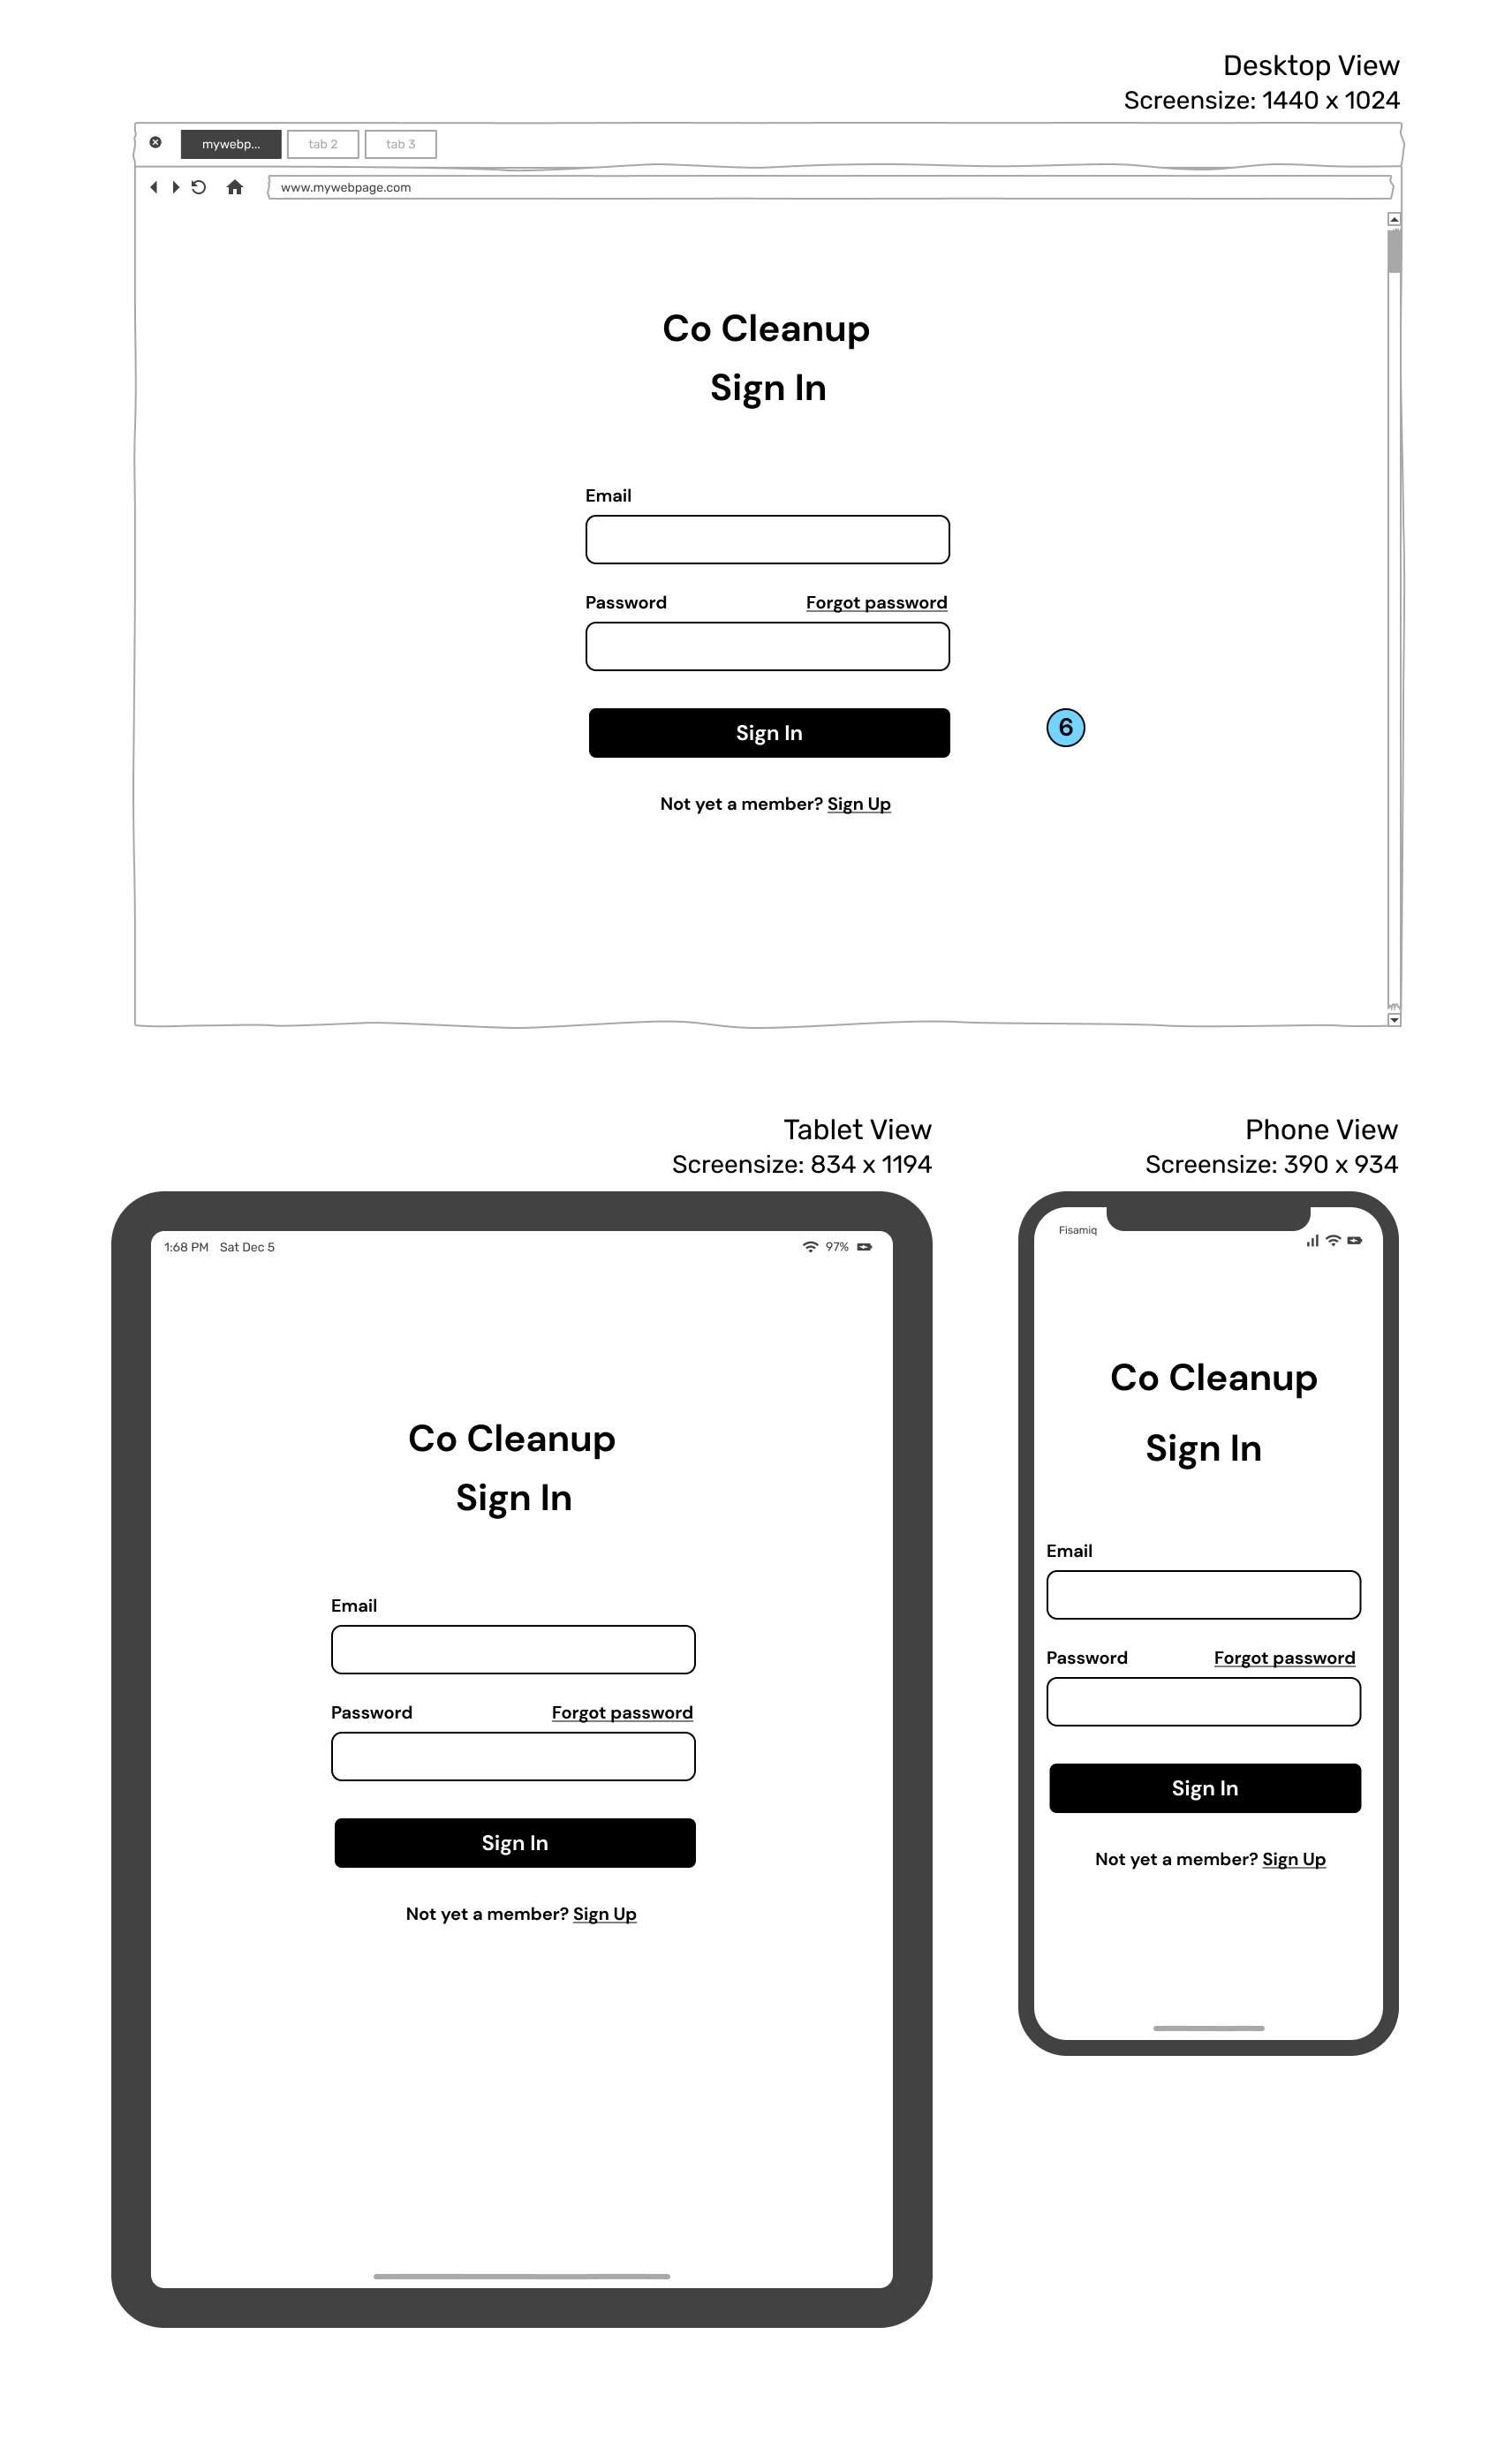 Desktop View
Screensize: 1440 x 1024
mywebp... tab 2 tab 3
www.mywebpage.com
Co Cleanup
Sign In
Email
Password Forgot password
Sign In
6
Not yet a member? Sign Up
Tablet View
Screensize: 834 x 1194
1:68 PM Sat Dec 5 97%
Co Cleanup
Sign In
Email
Password Forgot password
Sign In
Not yet a member? Sign Up
Phone View
Screensize: 390 x 934
Fisamiq
Co Cleanup
Sign In
Email
Password Forgot password
Sign In
Not yet a member? Sign Up